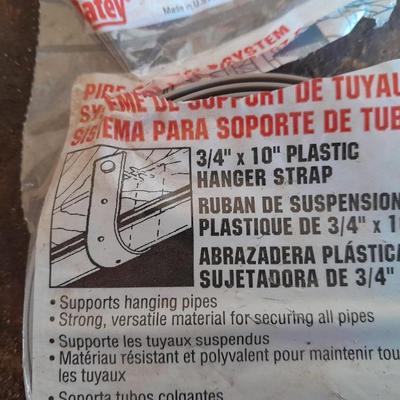 Made in U.S.
SYSTEM
PIPE
SYSTÈME DE SUPPORT DE TUYAU
SISTEMA PARA SOPORTE DE TUB
3/4" x 10" PLASTIC
HANGER STRAP
RUBAN DE SUSPENSION
PLASTIQUE DE 3/4" x 1
ABRAZADERA PLÁSTICA
SUJETADORA DE 3/4"
• Supports hanging pipes
• Strong, versatile material for securing all pipes
• Supporte les tuyaux suspendus
• Matériau résistant et polyvalent pour maintenir tou
les tuyaux
• Soporta tubos colgantes